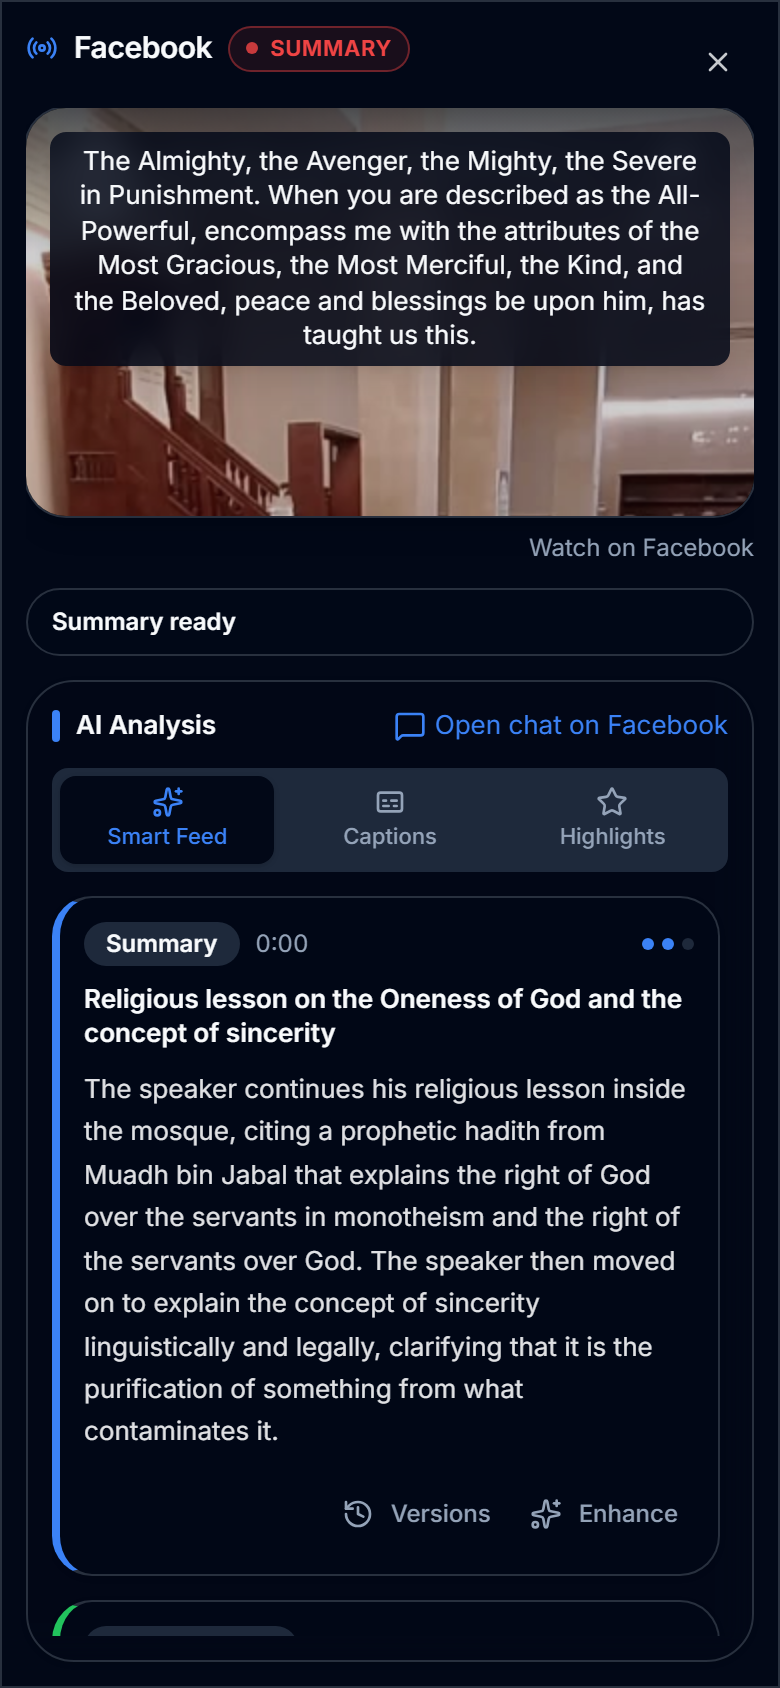 Facebook
SUMMARY
The Almighty, the Avenger, the Mighty, the Severe
in Punishment. When you are described as the All-
Powerful, encompass me with the attributes of the
Most Gracious, the Most Merciful, the Kind, and
the Beloved, peace and blessings be upon him, has
taught us this.
Watch on Facebook
Summary ready
AI Analysis
Open chat on Facebook
Smart Feed
Captions
Highlights
Summary 0:00
Religious lesson on the Oneness of God and the
concept of sincerity
The speaker continues his religious lesson inside
the mosque, citing a prophetic hadith from
Muadh bin Jabal that explains the right of God
over the servants in monotheism and the right of
the servants over God. The speaker then moved
on to explain the concept of sincerity
linguistically and legally, clarifying that it is the
purification of something from what
contaminates it.
Versions
Enhance